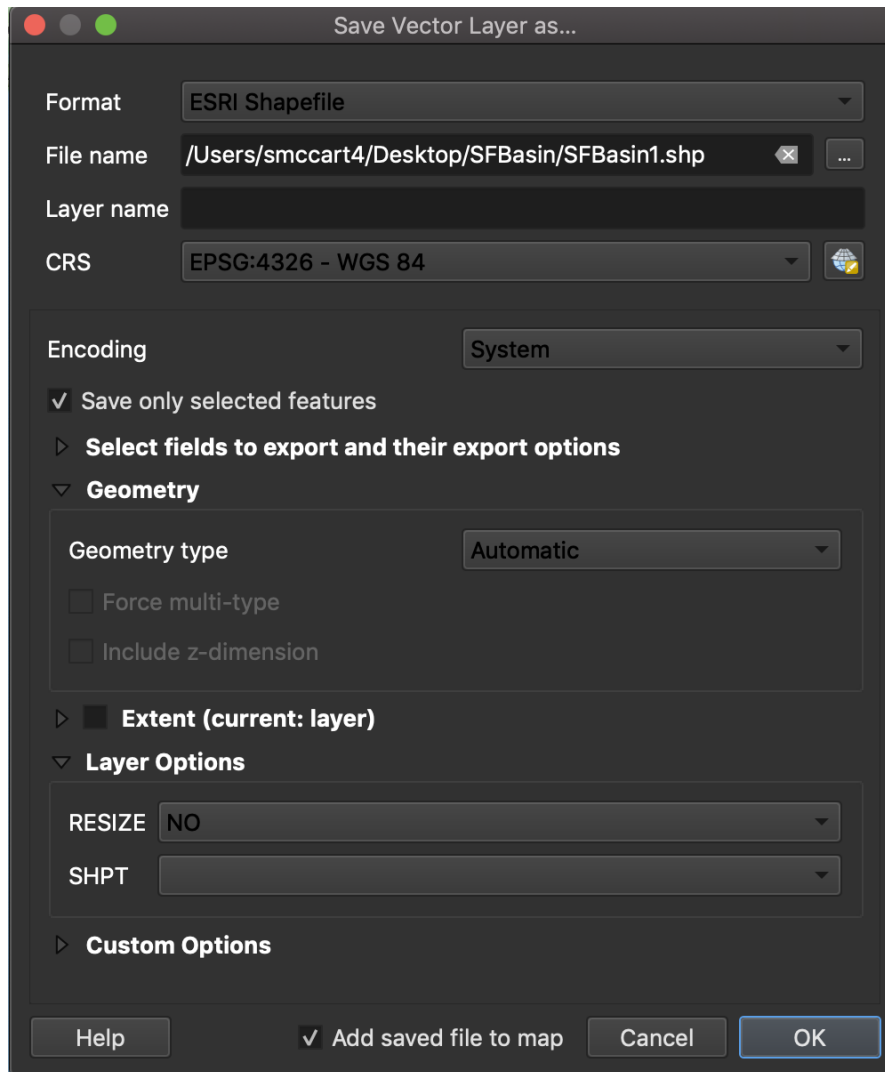 Save Vector Layer as...
Format ESRI Shapefile
File name /Users/smccart4/Desktop/SFBasin/SFBasin1.shp ...
Layer name
CRS EPSG:4326 - WGS 84
Encoding System
Save only selected features
Select fields to export and their export options
Geometry
Geometry type Automatic
Force multi-type
Include z-dimension
Extent (current: layer)
Layer Options
RESIZE NO
SHPT
Custom Options
Help Add saved file to map Cancel OK